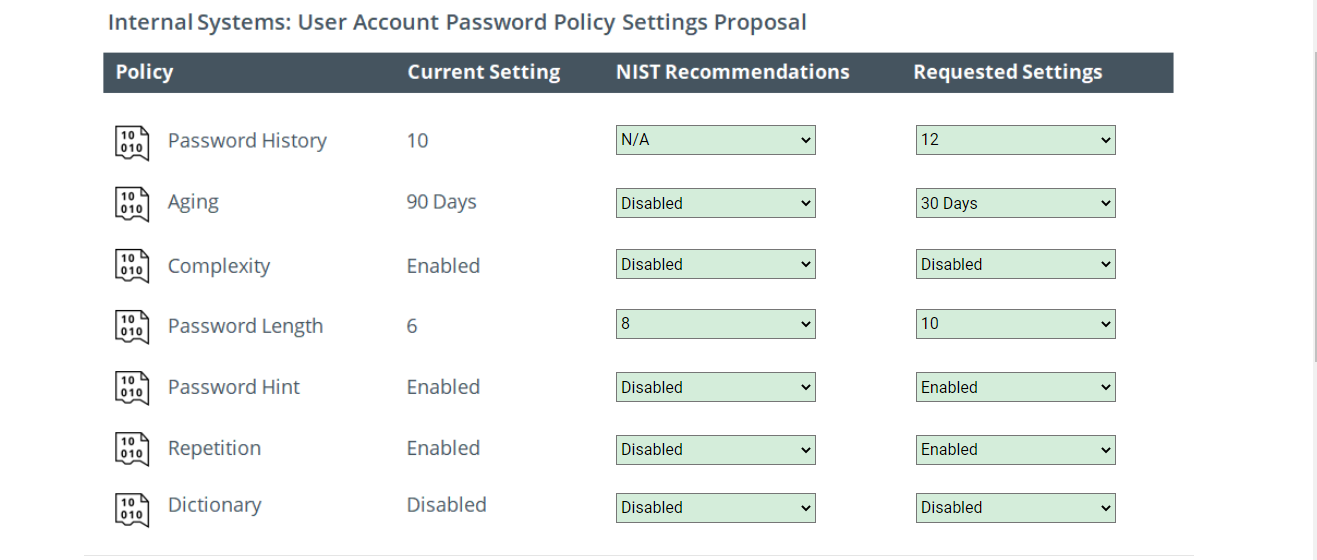 Internal Systems: User Account Password Policy Settings Proposal
Policy Current Setting NIST Recommendations Requested Settings
10 010 Password History 10 N/A 12
10 010 Aging 90 Days Disabled 30 Days
10 010 Complexity Enabled Disabled Disabled
10 010 Password Length 6 8 10
10 010 Password Hint Enabled Disabled Enabled
10 010 Repetition Enabled Disabled Enabled
10 010 Dictionary Disabled Disabled Disabled